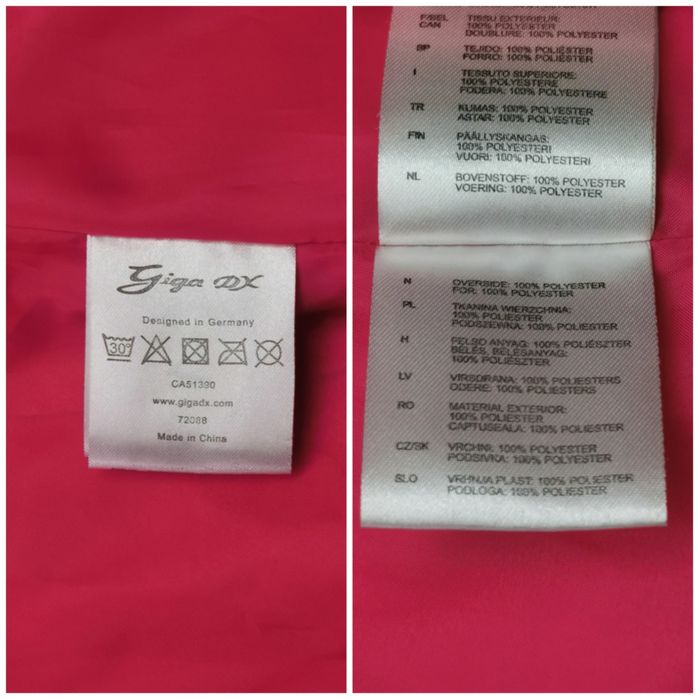 Giga DX
Designed in Germany
30°
CA51390
www.gigadx.com
72088
Made in China
F/BEL TISSU EXTERIEUR:
CAN 100% POLYESTER
DOUBLURE: 100% POLYESTER
SP TEJIDO: 100% POLIÉSTER
FORRO: 100% POLIÉSTER
I TESSUTO SUPERIORE:
100% POLYESTERE
FODERA: 100% POLYESTERE
TR KUMAS: 100% POLYESTER
ASTAR: 100% POLYESTER
FIN PÄÄLLYSKANGAS:
100% POLYESTERI
VUORI: 100% POLYESTERI
NL BOVENSTOFF: 100% POLYESTER
VOERING: 100% POLYESTER
N OVERSIDE: 100% POLYESTER
FOR: 100% POLYESTER
PL TKANINA WIERZCHNIA:
100% POLIESTER
PODSZEWKA: 100% POLIESTER
H FELSO ANYAG: 100% POLIÉSZTER
BÉLÉS, BÉLÉSANYAG:
100% POLIÉSZTER
LV VIRSDRANA: 100% POLIESTERS
ODERE: 100% POLIESTERS
RO MATERIAL EXTERIOR:
100% POLIESTER
CAPTUSEALA: 100% POLIESTER
CZ/SK VRCHNI: 100% POLYESTER
PODSIVKA: 100% POLYESTER
SLO VRHNJA PLAST: 100% POLIESTER
PODLOGA: 100% POLIESTER